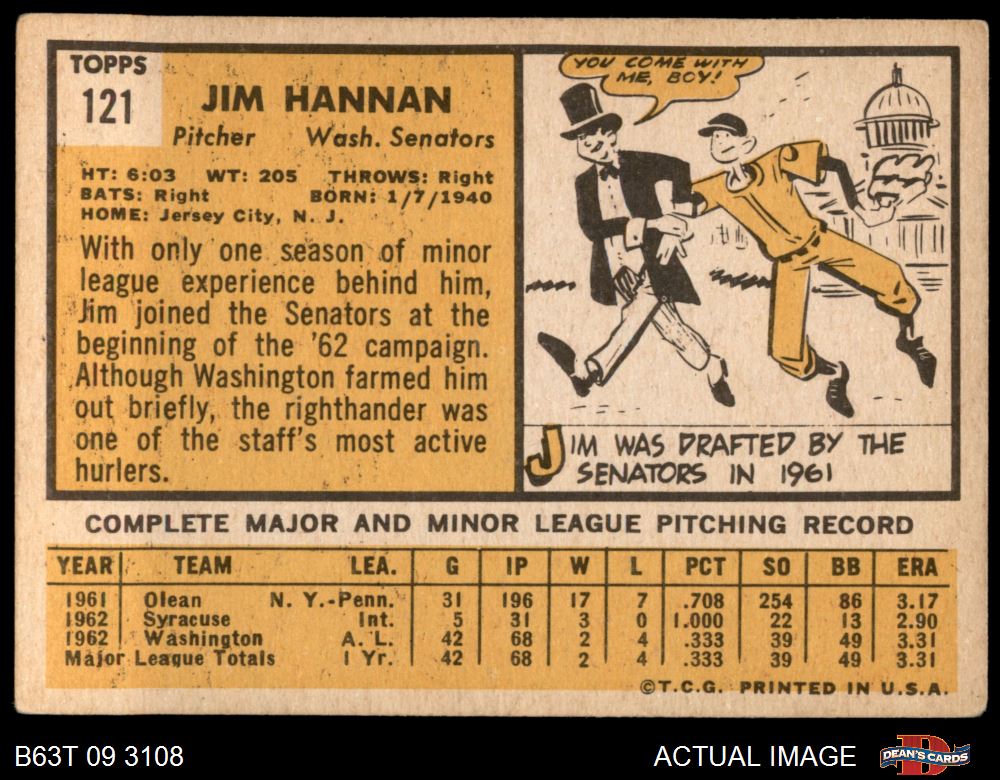 TOPPS
121
JIM HANNAN
Pitcher Wash. Senators
HT: 6:03 WT: 205 THROWS: Right
BATS: Right BORN: 1/7/1940
HOME: Jersey City, N. J.
With only one season of minor
league experience behind him,
Jim joined the Senators at the
beginning of the '62 campaign.
Although Washington farmed him
out briefly, the righthander was
one of the staff's most active
hurlers.
YOU COME WITH
ME, BOY!
JIM WAS DRAFTED BY THE
SENATORS IN 1961
COMPLETE MAJOR AND MINOR LEAGUE PITCHING RECORD
YEAR TEAM LEA. G IP W L PCT SO BB ERA
1961 Olean N. Y.-Penn. 31 196 17 7 .708 254 86 3.17
1962 Syracuse Int. 5 31 3 0 1.000 22 13 2.90
1962 Washington A. L. 42 68 2 4 .333 39 49 3.31
Major League Totals 1 Yr. 42 68 2 4 .333 39 49 3.31
©T.C.G. PRINTED IN U.S.A.
B63T 09 3108
ACTUAL IMAGE
DEAN'S CARDS